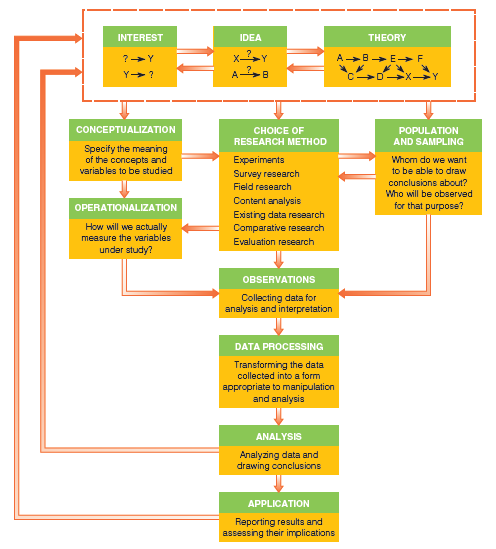 INTEREST
? → Y
Y → ?
IDEA
X →? Y
A →? B
THEORY
A → B → E → F
C → D → X → Y
CONCEPTUALIZATION
Specify the meaning
of the concepts and
variables to be studied
OPERATIONALIZATION
How will we actually
measure the variables
under study?
CHOICE OF
RESEARCH METHOD
Experiments
Survey research
Field research
Content analysis
Existing data research
Comparative research
Evaluation research
POPULATION
AND SAMPLING
Whom do we want
to be able to draw
conclusions about?
Who will be observed
for that purpose?
OBSERVATIONS
Collecting data for
analysis and interpretation
DATA PROCESSING
Transforming the data
collected into a form
appropriate to manipulation
and analysis
ANALYSIS
Analyzing data and
drawing conclusions
APPLICATION
Reporting results and
assessing their implications